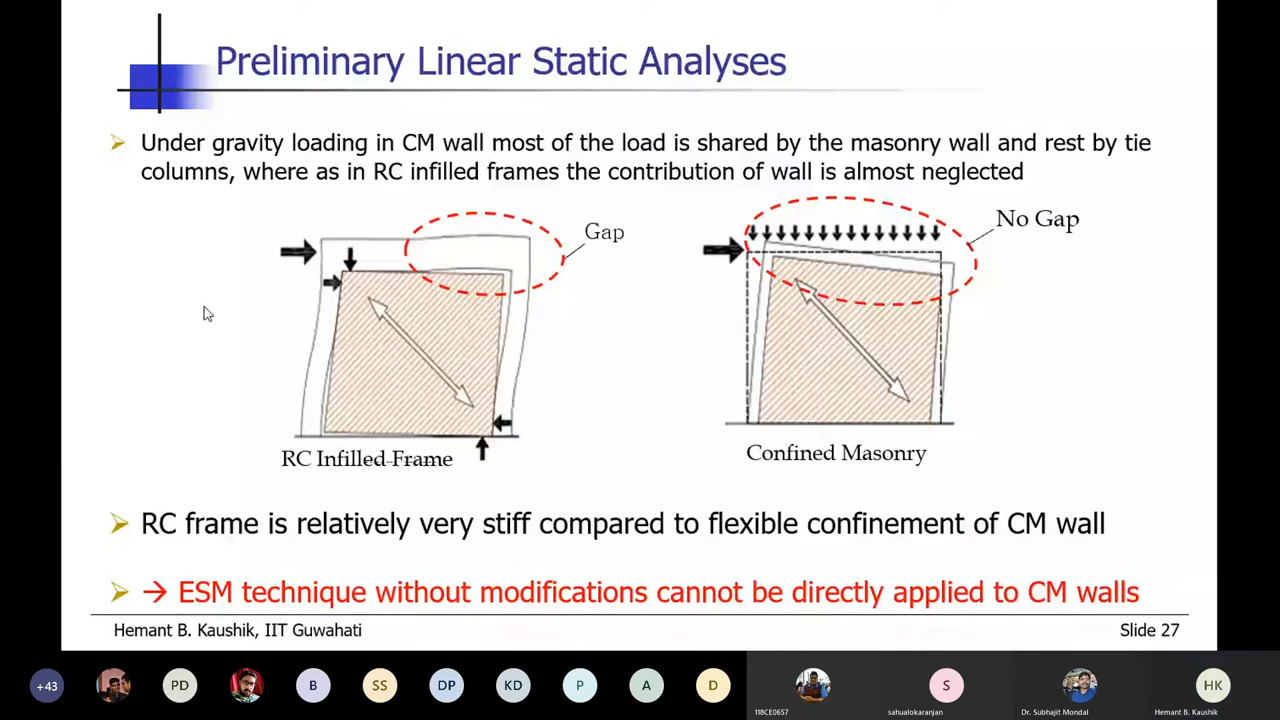 Preliminary Linear Static Analyses
Under gravity loading in CM wall most of the load is shared by the masonry wall and rest by tie
columns, where as in RC infilled frames the contribution of wall is almost neglected
Gap
No Gap
RC Infilled Frame
Confined Masonry
RC frame is relatively very stiff compared to flexible confinement of CM wall
→ ESM technique without modifications cannot be directly applied to CM walls
Hemant B. Kaushik, IIT Guwahati
Slide 27
+43
PD
B
SS
DP
KD
P
A
D
118CE0657
S
sahualokaranjan
Dr. Subhajit Mondal
HK
Hemant B. Kaushik